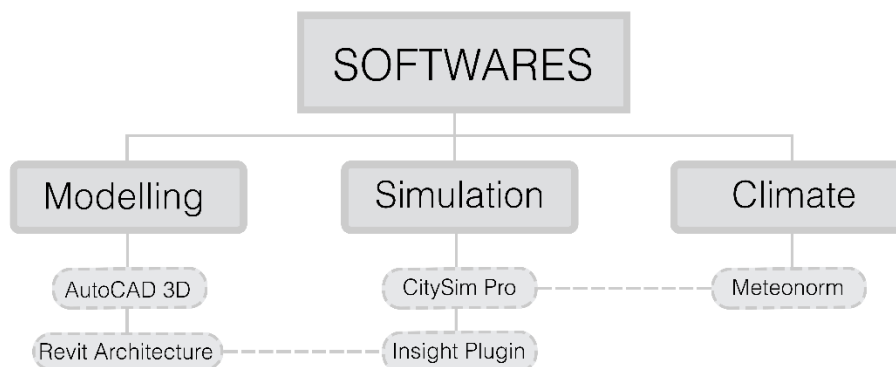 SOFTWARES
Modelling
Simulation
Climate
AutoCAD 3D
CitySim Pro
Meteonorm
Revit Architecture
Insight Plugin